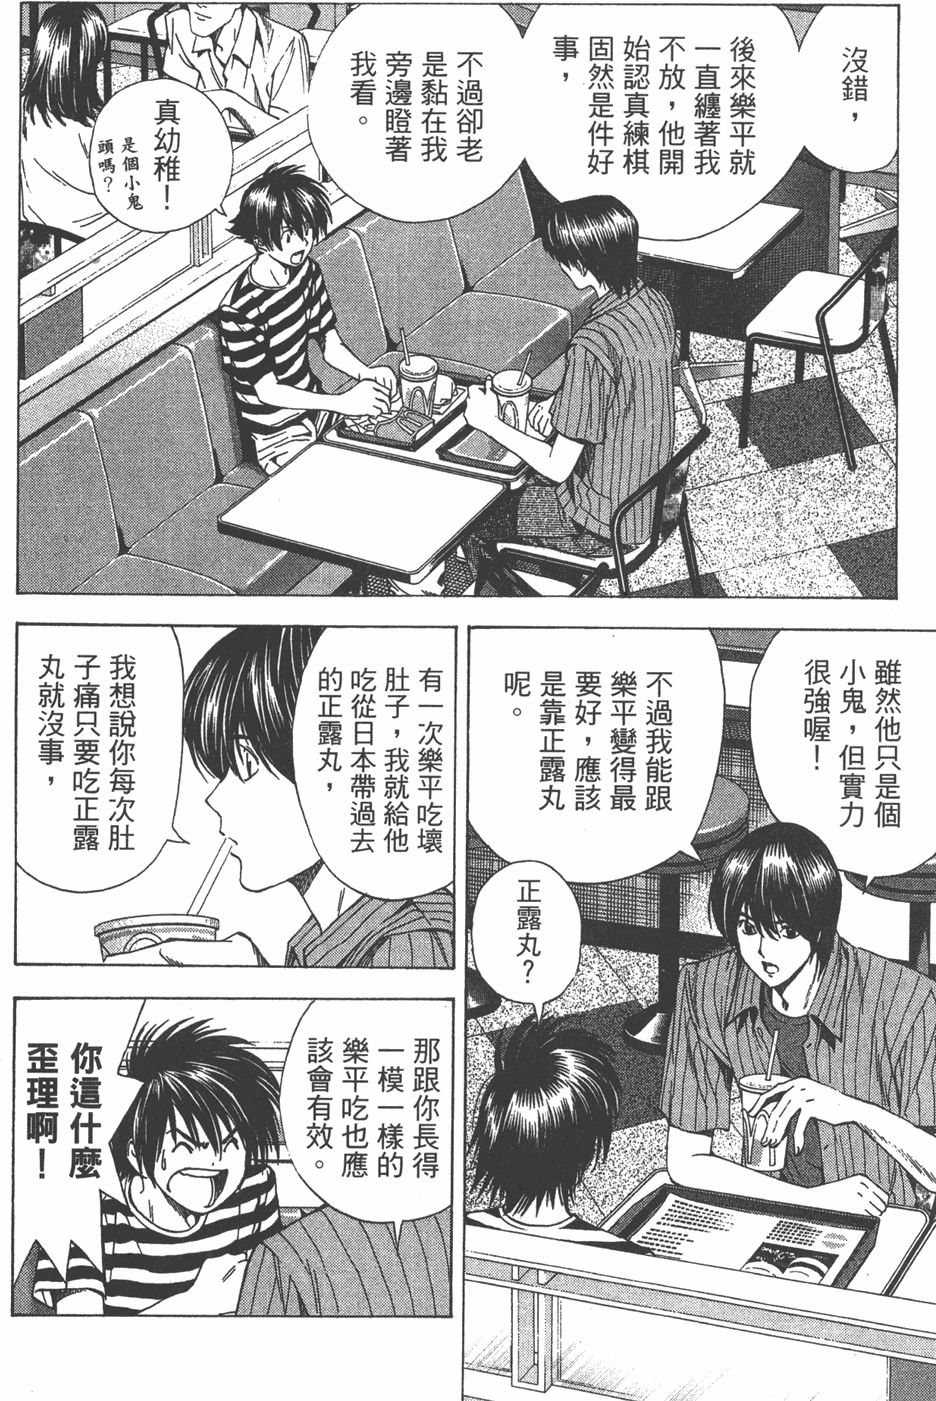 沒錯，
後來樂平就
一直纏著我
不放，他開
始認真練棋
固然是件好
事，
不過卻老
是黏在我
旁邊瞪著
我看。
真幼稚！
是個小鬼
頭嗎？
雖然他只是個
小鬼，但實力
很強喔！
不過我能跟
樂平變得最
要好，應該
是靠正露丸
呢。
正露丸？
有一次樂平吃壞
肚子，我就給他
吃從日本帶過去
的正露丸，
我想說你每次肚
子痛只要吃正露
丸就沒事，
那跟你長得
一模一樣的
樂平吃也應
該會有效。
你這什麼
歪理啊！